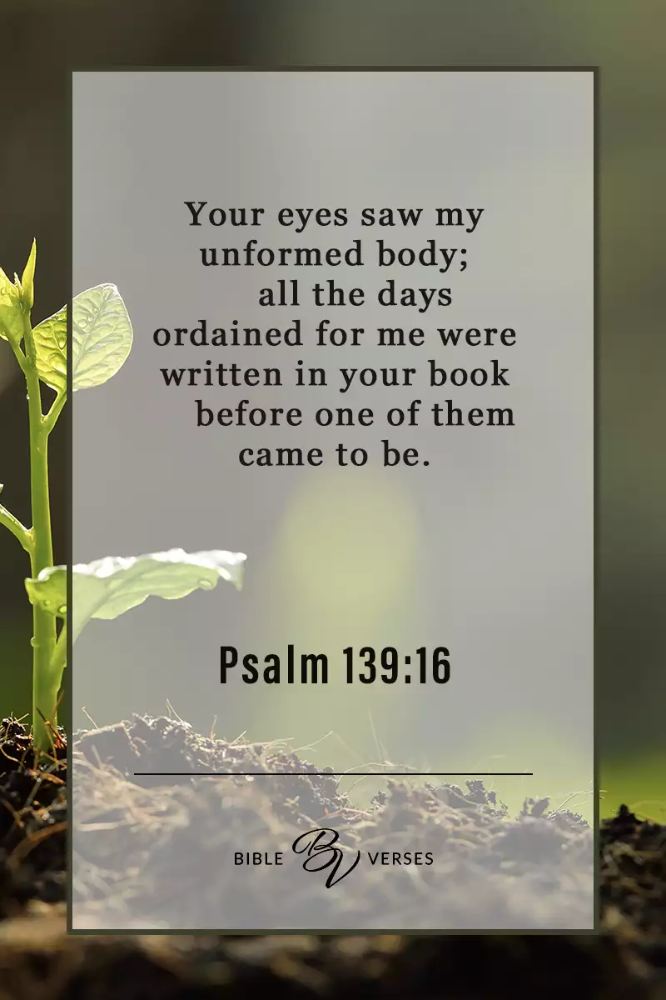 Your eyes saw my
unformed body;
all the days
ordained for me were
written in your book
before one of them
came to be.
Psalm 139:16
BIBLE BV VERSES